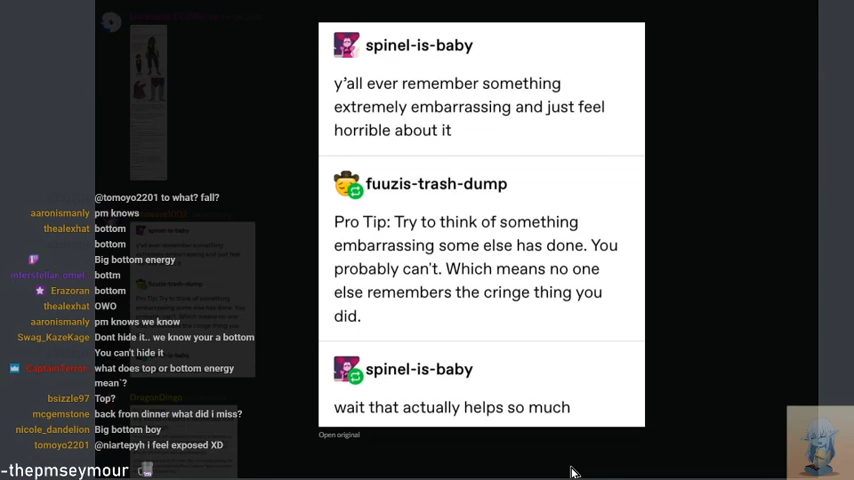 spinel-is-baby
y'all ever remember something
extremely embarrassing and just feel
horrible about it
fuuzis-trash-dump
Pro Tip: Try to think of something
embarrassing some else has done. You
probably can't. Which means no one
else remembers the cringe thing you
did.
spinel-is-baby
wait that actually helps so much
Open original
@tomoyo2201 to what? fall?
aaronismanly pm knows
thealexhat bottom
bottom
Big bottom energy
bottm
Erazoran bottom
thealexhat OWO
aaronismanly pm knows we know
Swag_KazeKage Dont hide it.. we know your a bottom
You can't hide it
what does top or bottom energy
mean`?
bsizzle97 Top?
mcgemstone back from dinner what did i miss?
nicole_dandelion Big bottom boy
tomoyo2201 @niartepyh i feel exposed XD
-thepmseymour